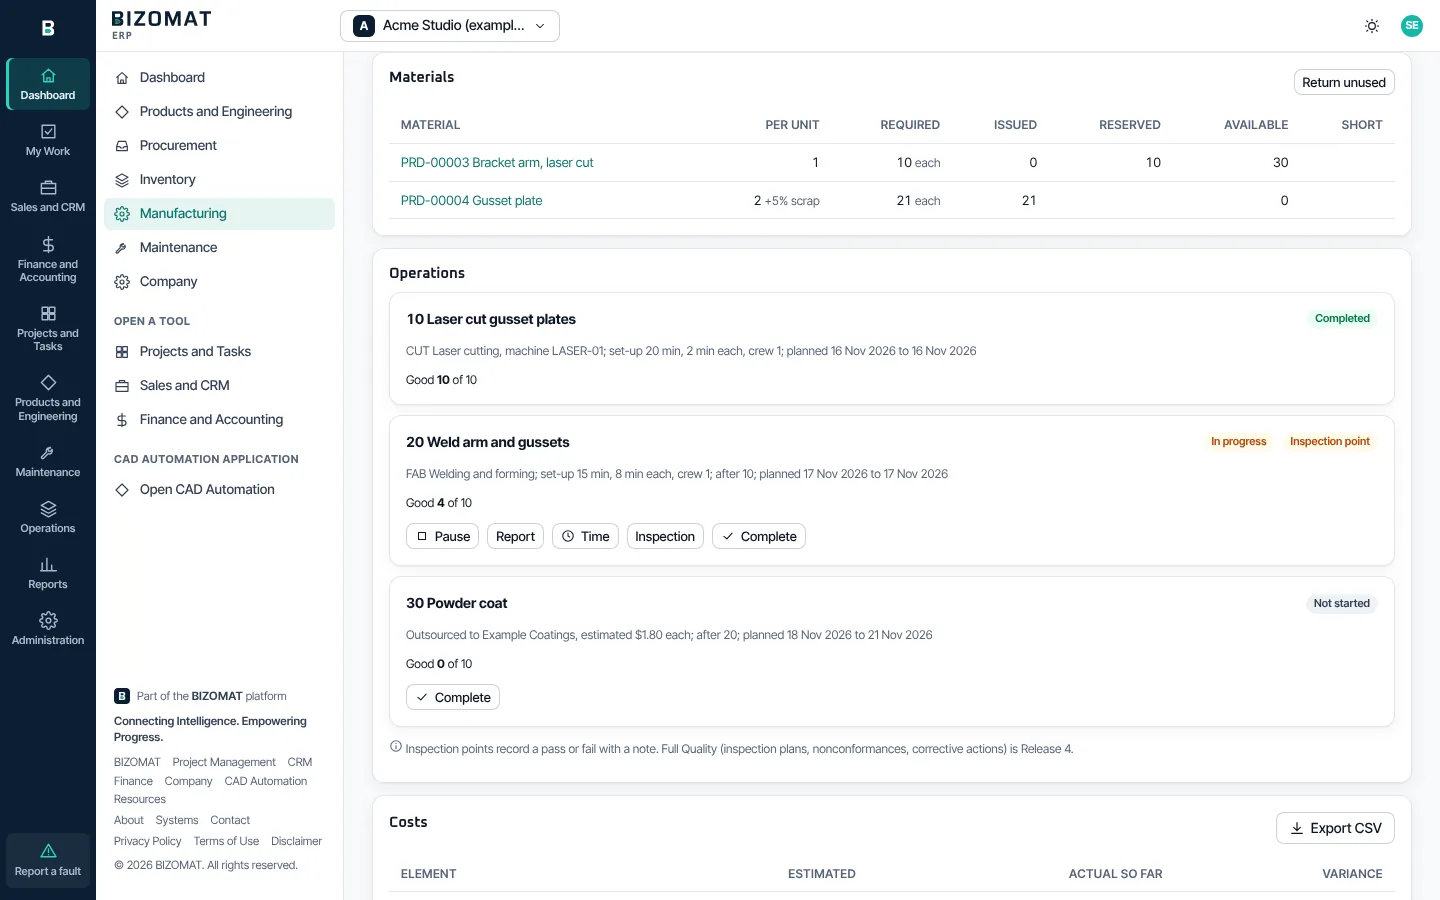 B
Dashboard
My Work
Sales and CRM
Finance and
Accounting
Projects and
Tasks
Products and
Engineering
Maintenance
Operations
Reports
Administration
Report a fault
BIZOMAT
ERP
A Acme Studio (exampl...
SE
Dashboard
Products and Engineering
Procurement
Inventory
Manufacturing
Maintenance
Company
OPEN A TOOL
Projects and Tasks
Sales and CRM
Finance and Accounting
CAD AUTOMATION APPLICATION
Open CAD Automation
B Part of the BIZOMAT platform
Connecting Intelligence. Empowering
Progress.
BIZOMAT Project Management CRM
Finance Company CAD Automation
Resources
About Systems Contact
Privacy Policy Terms of Use Disclaimer
© 2026 BIZOMAT. All rights reserved.
Materials
Return unused
MATERIAL PER UNIT REQUIRED ISSUED RESERVED AVAILABLE SHORT
PRD-00003 Bracket arm, laser cut 1 10 each 0 10 30
PRD-00004 Gusset plate 2 +5% scrap 21 each 21 0
Operations
10 Laser cut gusset plates Completed
CUT Laser cutting, machine LASER-01; set-up 20 min, 2 min each, crew 1; planned 16 Nov 2026 to 16 Nov 2026
Good 10 of 10
20 Weld arm and gussets In progress Inspection point
FAB Welding and forming; set-up 15 min, 8 min each, crew 1; after 10; planned 17 Nov 2026 to 17 Nov 2026
Good 4 of 10
Pause Report Time Inspection Complete
30 Powder coat Not started
Outsourced to Example Coatings, estimated $1.80 each; after 20; planned 18 Nov 2026 to 21 Nov 2026
Good 0 of 10
Complete
Inspection points record a pass or fail with a note. Full Quality (inspection plans, nonconformances, corrective actions) is Release 4.
Costs
Export CSV
ELEMENT ESTIMATED ACTUAL SO FAR VARIANCE